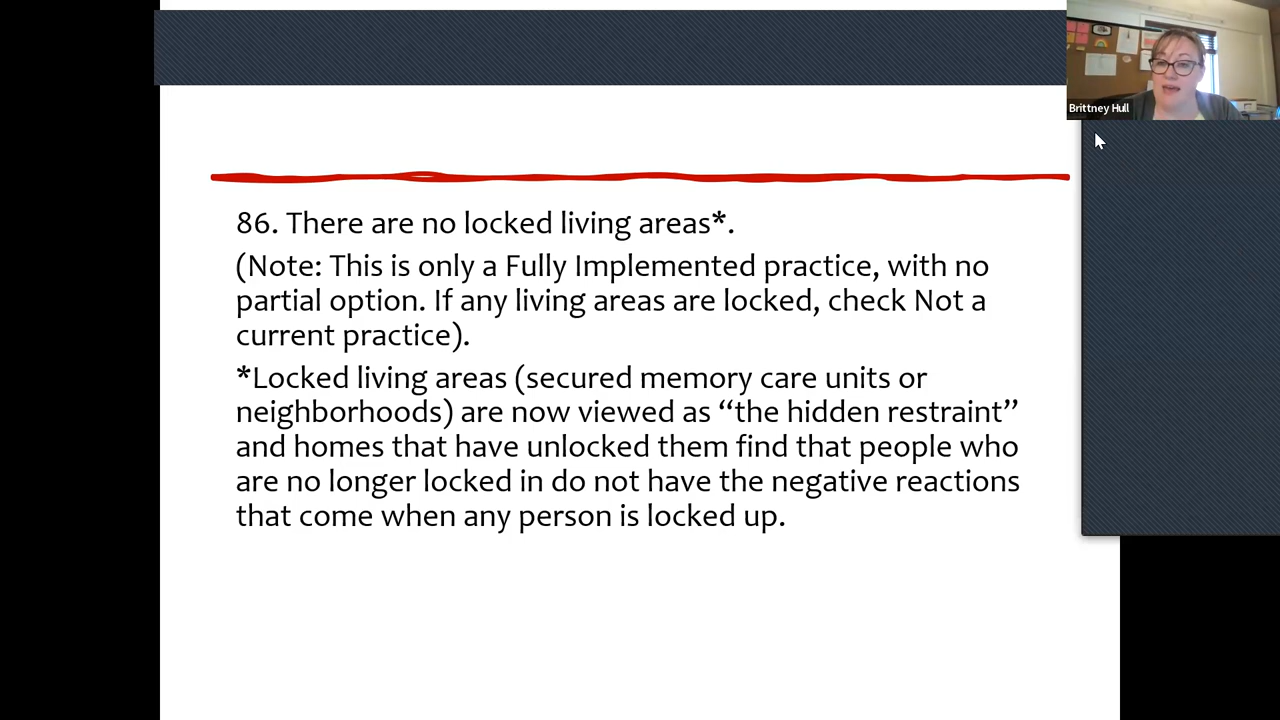 Brittney Hull
86. There are no locked living areas*.
(Note: This is only a Fully Implemented practice, with no
partial option. If any living areas are locked, check Not a
current practice).
*Locked living areas (secured memory care units or
neighborhoods) are now viewed as “the hidden restraint”
and homes that have unlocked them find that people who
are no longer locked in do not have the negative reactions
that come when any person is locked up.